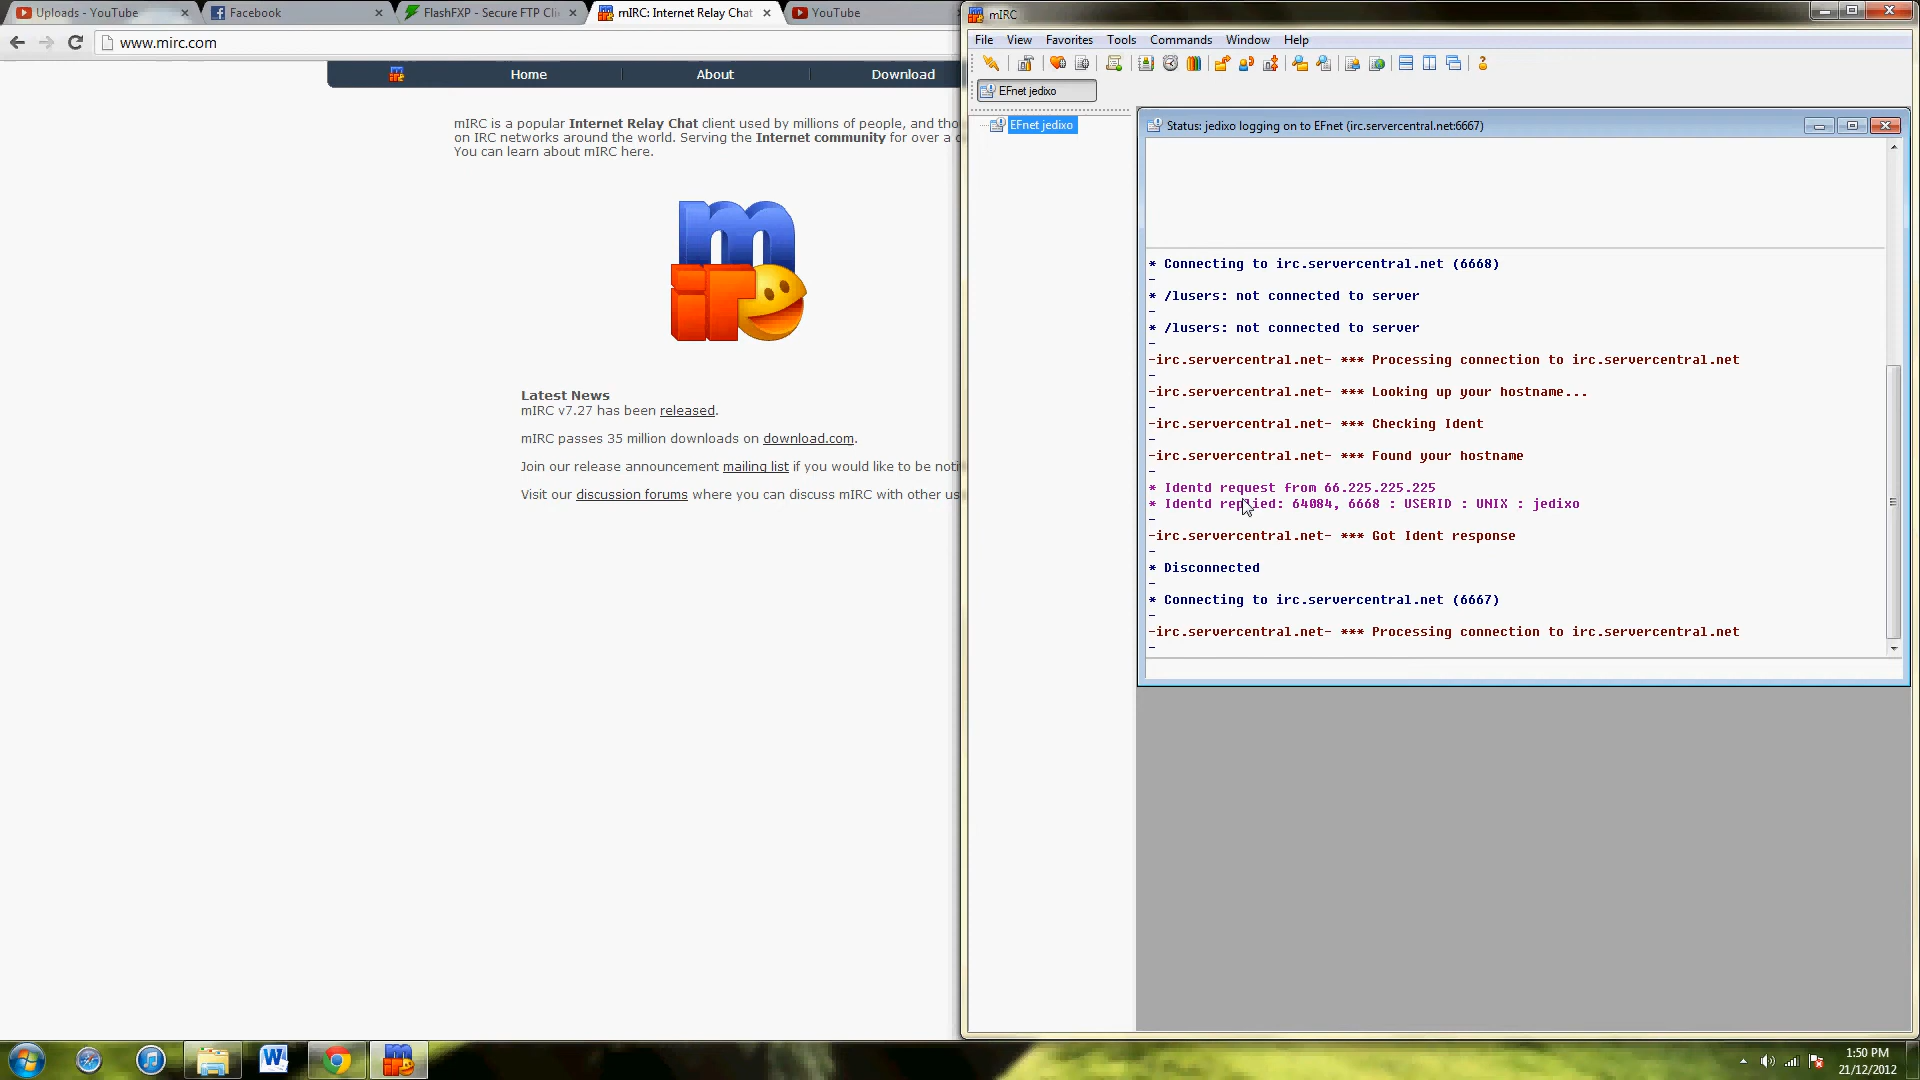 Uploads - YouTube
Facebook
FlashFXP - Secure FTP Cli
mIRC: Internet Relay Chat
YouTube
www.mirc.com
Home
About
Download
mIRC is a popular Internet Relay Chat client used by millions of people, and tho
on IRC networks around the world. Serving the Internet community for over a
You can learn about mIRC here.
mirc
Latest News
mIRC v7.27 has been released.
mIRC passes 35 million downloads on download.com.
Join our release announcement mailing list if you would like to be noti
Visit our discussion forums where you can discuss mIRC with other us
mIRC
File
View
Favorites
Tools
Commands
Window
Help
EFnet jedixo
EFnet jedixo
Status: jedixo logging on to EFnet (irc.servercentral.net:6667)
* Connecting to irc.servercentral.net (6668)
-
* /lusers: not connected to server
-
* /lusers: not connected to server
-
-irc.servercentral.net- *** Processing connection to irc.servercentral.net
-
-irc.servercentral.net- *** Looking up your hostname...
-
-irc.servercentral.net- *** Checking Ident
-
-irc.servercentral.net- *** Found your hostname
-
* Identd request from 66.225.225.225
* Identd replied: 64084, 6668 : USERID : UNIX : jedixo
-
-irc.servercentral.net- *** Got Ident response
-
* Disconnected
-
* Connecting to irc.servercentral.net (6667)
-
-irc.servercentral.net- *** Processing connection to irc.servercentral.net
-
1:50 PM
21/12/2012